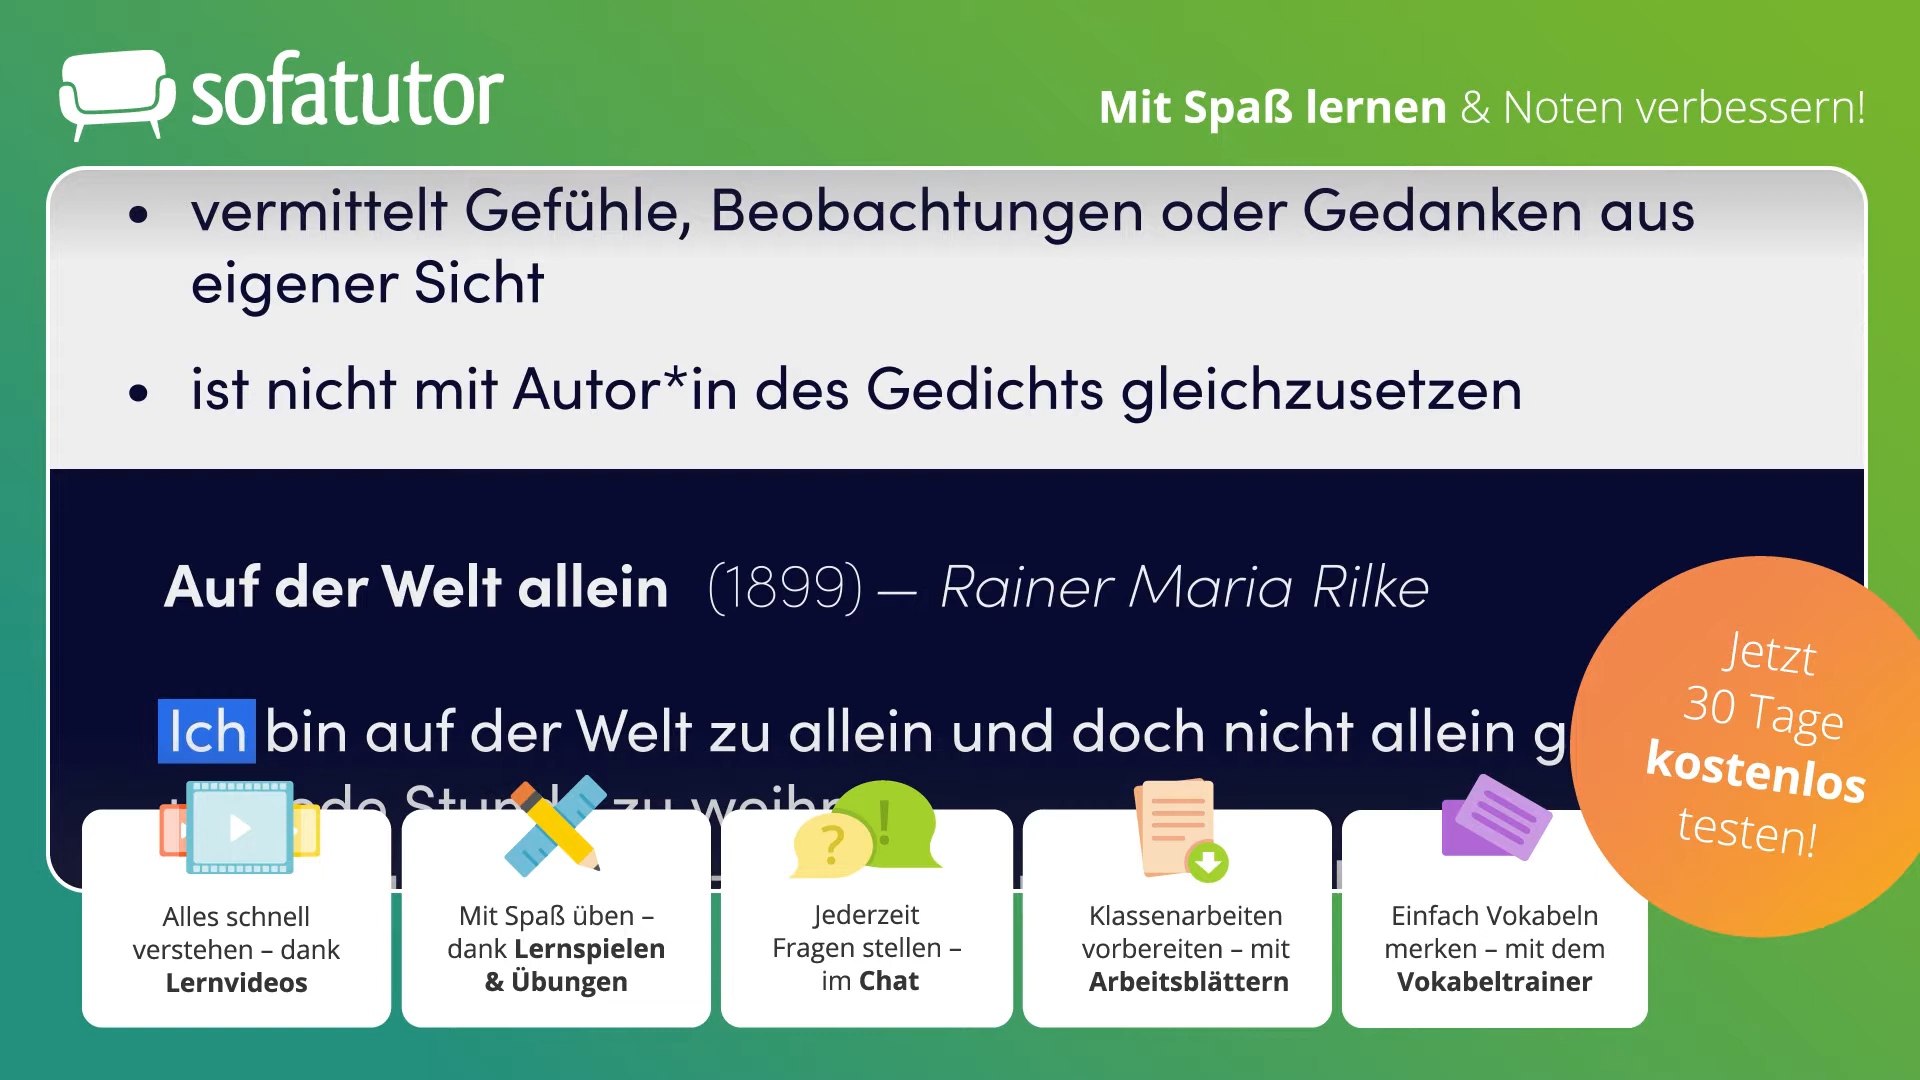 sofatutor
Mit Spaß lernen & Noten verbessern!
• vermittelt Gefühle, Beobachtungen oder Gedanken aus
eigener Sicht
• ist nicht mit Autor*in des Gedichts gleichzusetzen
Auf der Welt allein (1899) – Rainer Maria Rilke
Ich bin auf der Welt zu allein und doch nicht allein g
Jetzt
30 Tage
kostenlos
testen!
zu
Alles schnell
verstehen – dank
Lernvideos
Mit Spaß üben –
dank Lernspielen
& Übungen
?
!
Jederzeit
Fragen stellen –
im Chat
Klassenarbeiten
vorbereiten – mit
Arbeitsblättern
Einfach Vokabeln
merken – mit dem
Vokabeltrainer